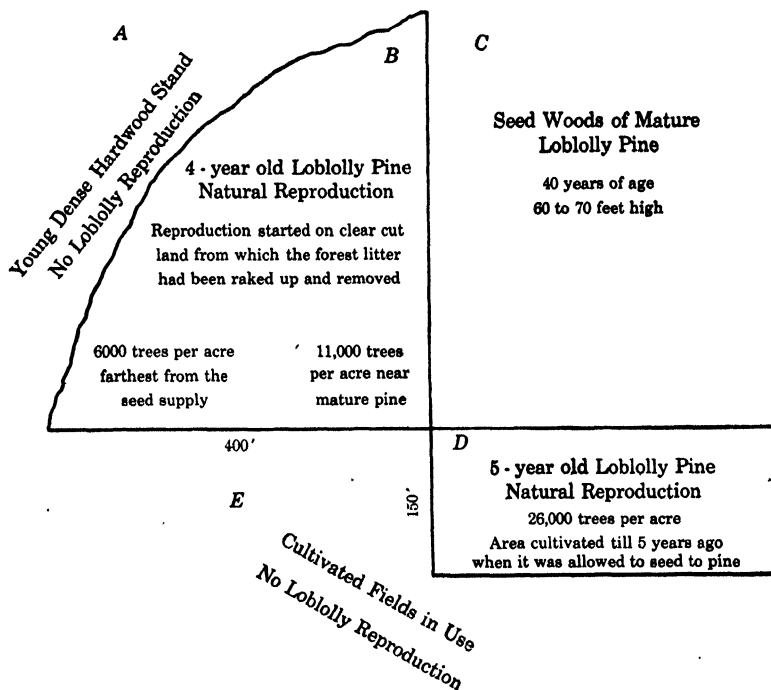 A
Young Dense Hardwood Stand
No Loblolly Reproduction
B
4 - year old Loblolly Pine
Natural Reproduction
Reproduction started on clear cut
land from which the forest litter
had been raked up and removed
6000 trees per acre
farthest from the
seed supply
11,000 trees
per acre near
mature pine
C
Seed Woods of Mature
Loblolly Pine
40 years of age
60 to 70 feet high
400'
D
5 - year old Loblolly Pine
Natural Reproduction
26,000 trees per acre
Area cultivated till 5 years ago
when it was allowed to seed to pine
150'
E
Cultivated Fields in Use
No Loblolly Reproduction